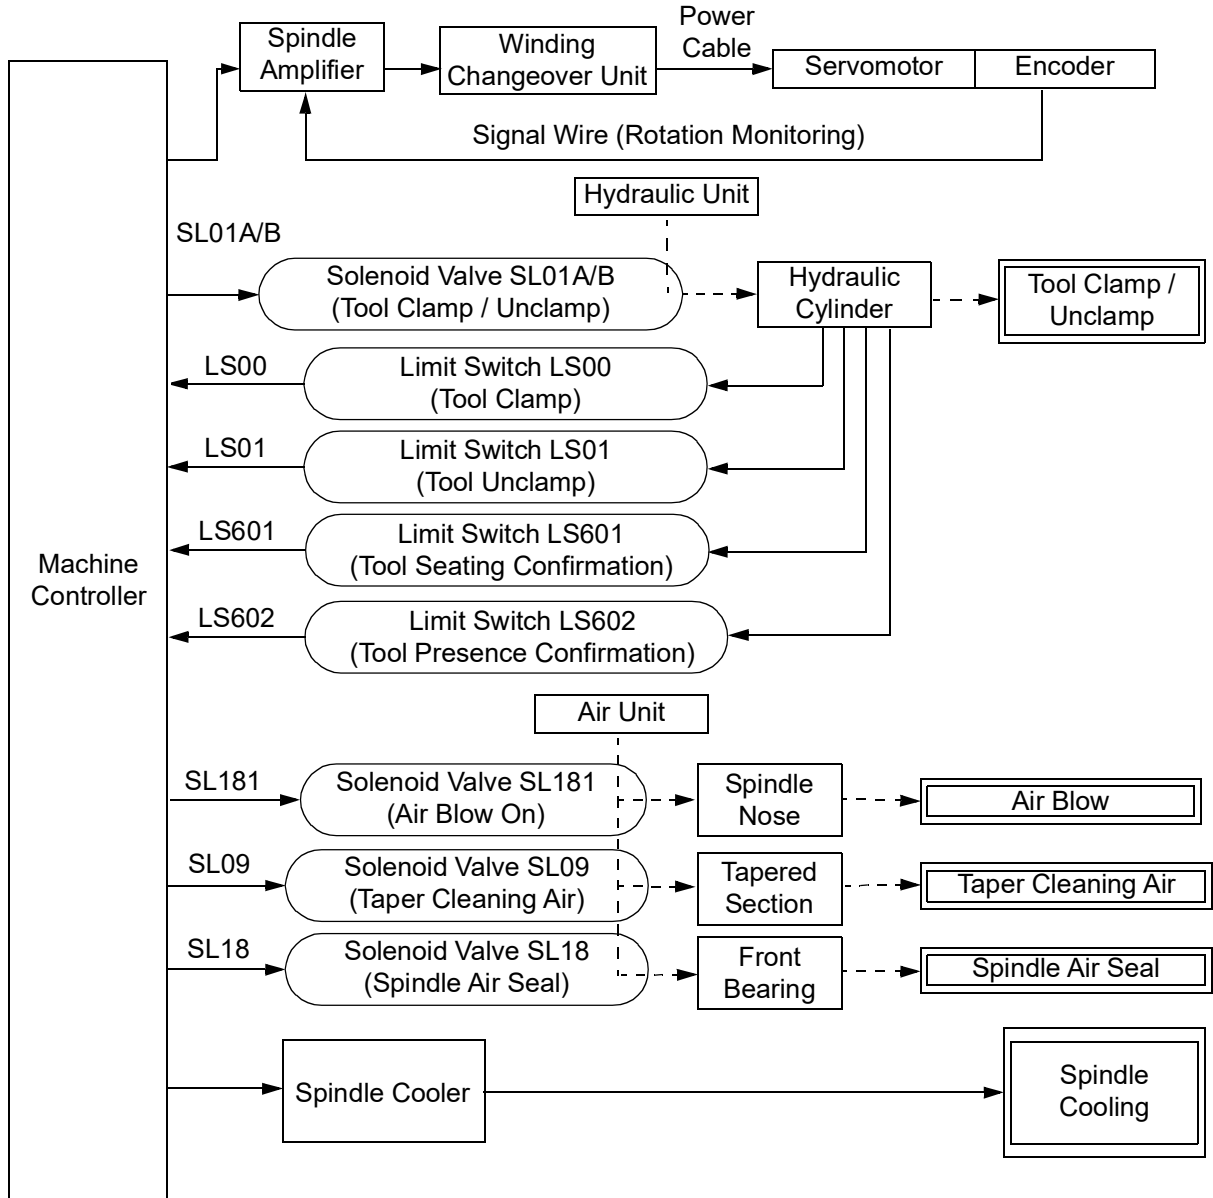 Power
Cable
Spindle
Amplifier
Winding
Changeover Unit
Servomotor
Encoder
Signal Wire (Rotation Monitoring)
Hydraulic Unit
SL01A/B
Solenoid Valve SL01A/B
(Tool Clamp / Unclamp)
Hydraulic
Cylinder
Tool Clamp /
Unclamp
LS00
Limit Switch LS00
(Tool Clamp)
LS01
Limit Switch LS01
(Tool Unclamp)
LS601
Limit Switch LS601
(Tool Seating Confirmation)
Machine
Controller
LS602
Limit Switch LS602
(Tool Presence Confirmation)
Air Unit
SL181
Solenoid Valve SL181
(Air Blow On)
Spindle
Nose
Air Blow
SL09
Solenoid Valve SL09
(Taper Cleaning Air)
Tapered
Section
Taper Cleaning Air
SL18
Solenoid Valve SL18
(Spindle Air Seal)
Front
Bearing
Spindle Air Seal
Spindle Cooler
Spindle
Cooling